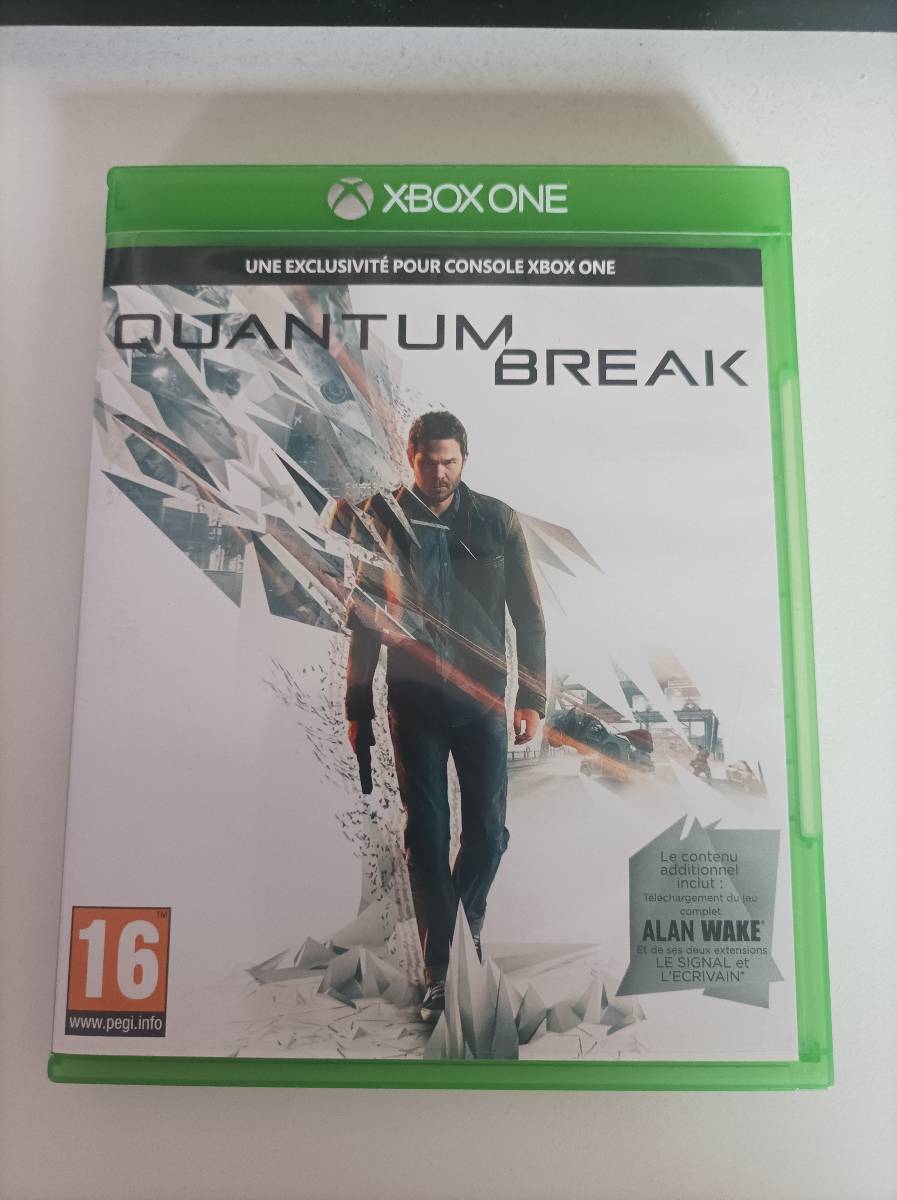 XBOX ONE
UNE EXCLUSIVITÉ POUR CONSOLE XBOX ONE
QUANTUM
BREAK
Le contenu
additionnel
inclut :
Téléchargement du jeu
complet
ALAN WAKE®
Et de ses deux extensions
LE SIGNAL et
L'ECRIVAIN*
16™
www.pegi.info